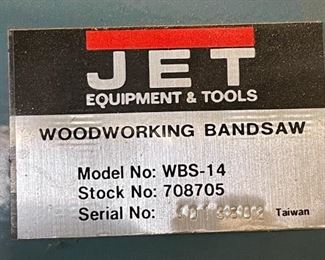 JET
EQUIPMENT & TOOLS
WOODWORKING BANDSAW
Model No: WBS-14
Stock No: 708705
Serial No: Taiwan